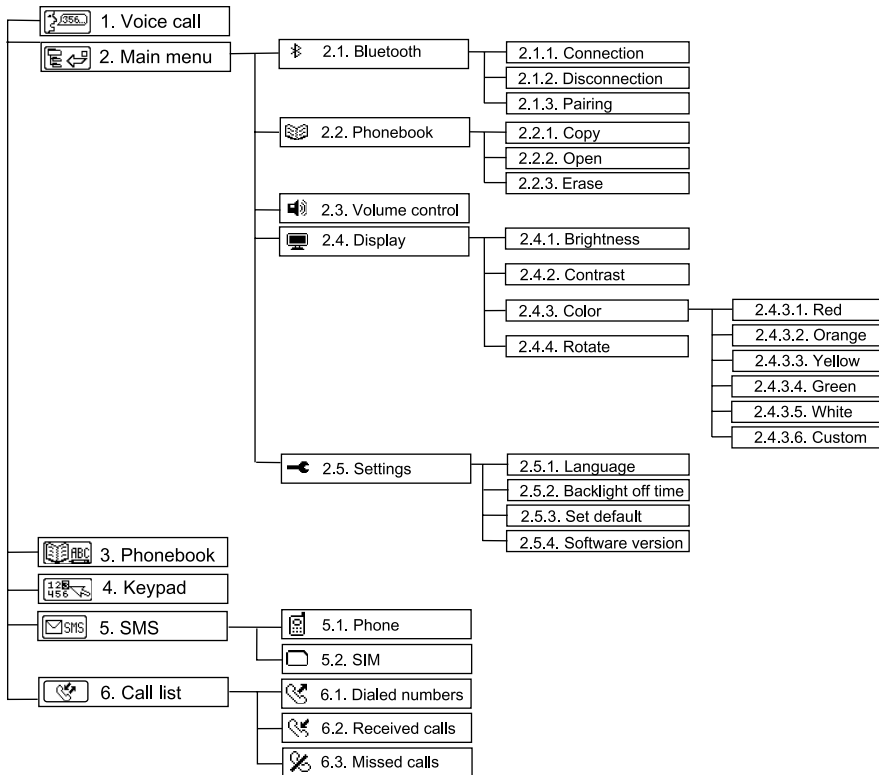 1. Voice call
2. Main menu
2.1. Bluetooth
2.1.1. Connection
2.1.2. Disconnection
2.1.3. Pairing
2.2. Phonebook
2.2.1. Copy
2.2.2. Open
2.2.3. Erase
2.3. Volume control
2.4. Display
2.4.1. Brightness
2.4.2. Contrast
2.4.3. Color
2.4.3.1. Red
2.4.3.2. Orange
2.4.3.3. Yellow
2.4.3.4. Green
2.4.3.5. White
2.4.3.6. Custom
2.4.4. Rotate
2.5. Settings
2.5.1. Language
2.5.2. Backlight off time
2.5.3. Set default
2.5.4. Software version
ABC 3. Phonebook
123
456
4. Keypad
SMS 5. SMS
5.1. Phone
5.2. SIM
6. Call list
6.1. Dialed numbers
6.2. Received calls
6.3. Missed calls